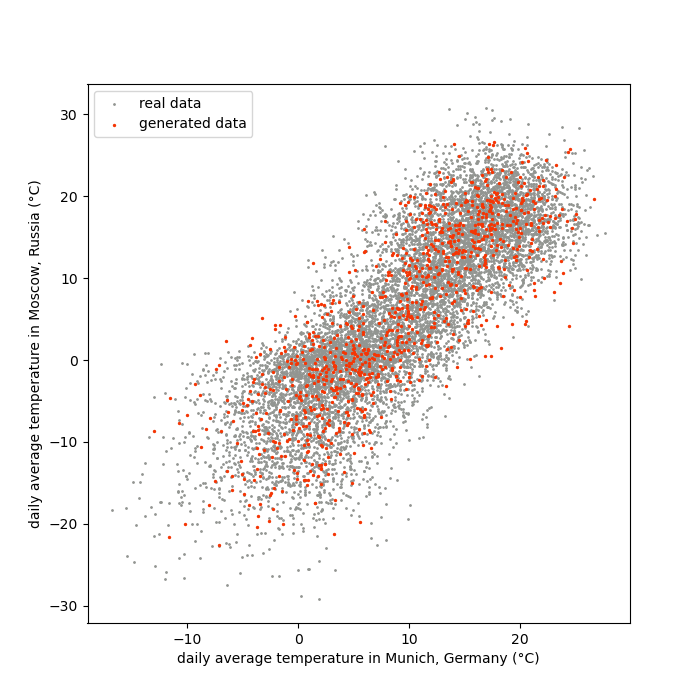 real data
generated data
30
20
10
0
−10
−20
−30
daily average temperature in Moscow, Russia (°C)
−10 0 10 20
daily average temperature in Munich, Germany (°C)